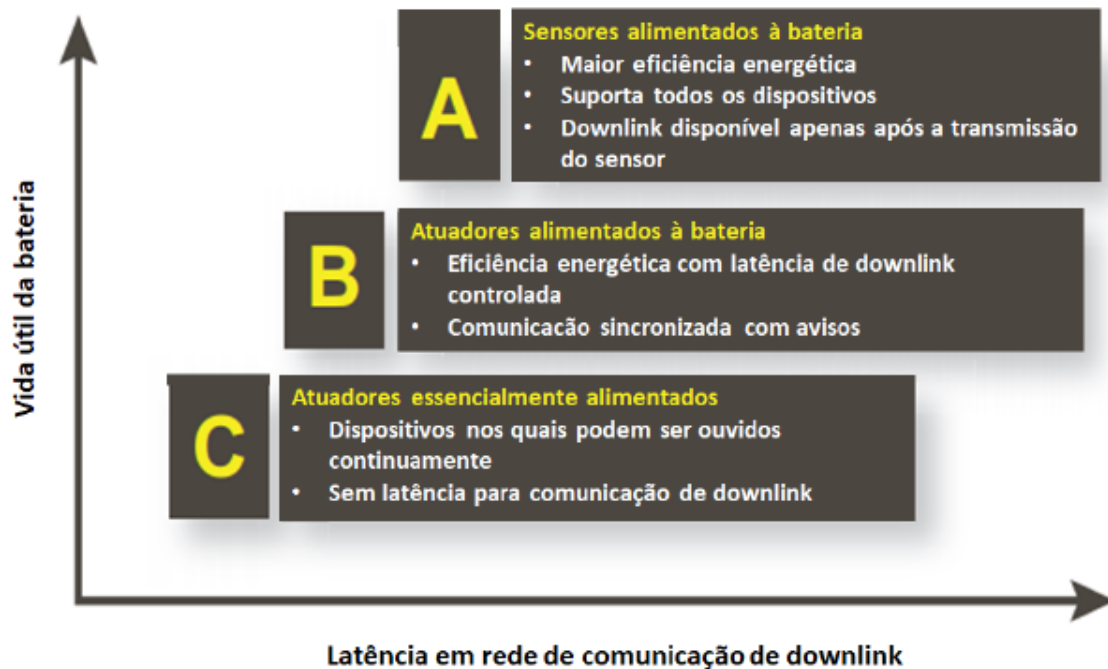 Vida útil da bateria
A
Sensores alimentados à bateria
• Maior eficiência energética
• Suporta todos os dispositivos
• Downlink disponível apenas após a transmissão
do sensor
B
Atuadores alimentados à bateria
• Eficiência energética com latência de downlink
controlada
• Comunicacão sincronizada com avisos
C
Atuadores essencialmente alimentados
• Dispositivos nos quais podem ser ouvidos
continuamente
• Sem latência para comunicação de downlink
Latência em rede de comunicação de downlink